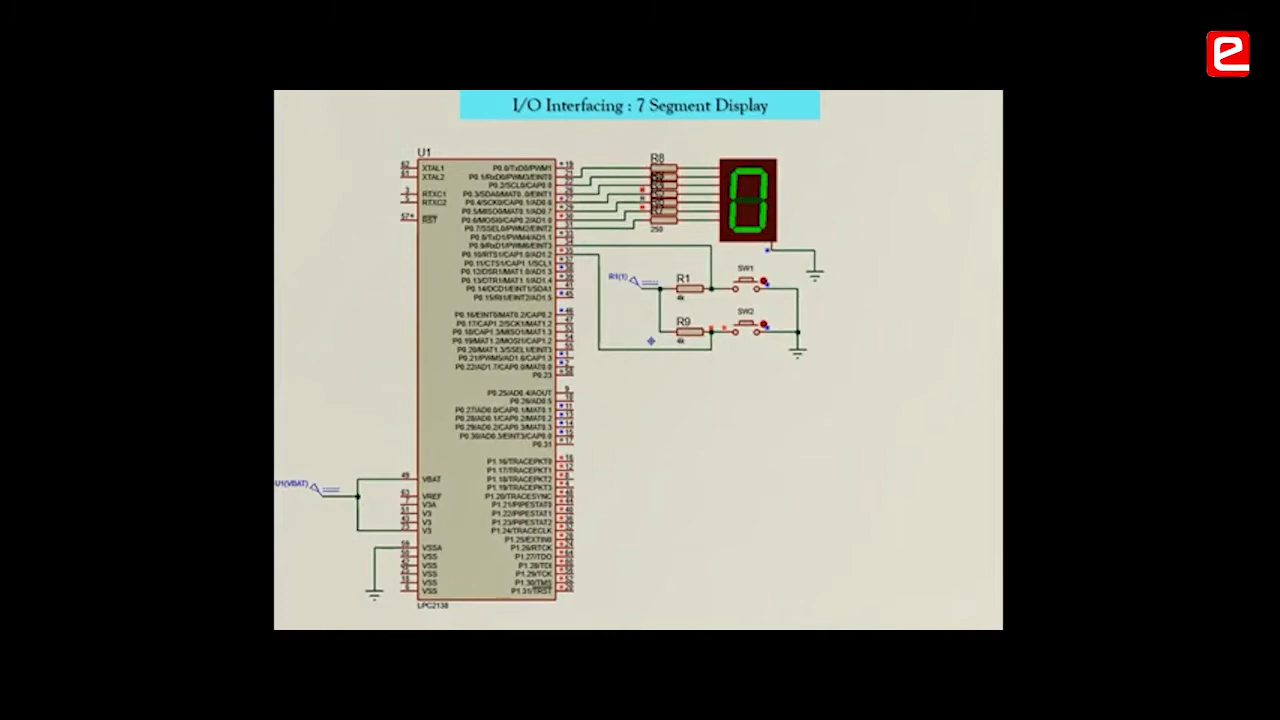 e
I/O Interfacing : 7 Segment Display
U1
XTAL1
XTAL2
RTXC1
RTXC2
RST
VBAT
VREF
V3A
V3
V3
V3
VSSA
VSS
VSS
VSS
VSS
VSS
LPC2138
U1(VBAT)
P0.0/TxD0/PWM1
P0.1/RxD0/PWM3/EINT0
P0.2/SCL0/CAP0.0
P0.3/SDA0/MAT0.0/EINT1
P0.4/SCK0/CAP0.1/AD0.6
P0.5/MISO0/MAT0.1/AD0.7
P0.6/MOSI0/CAP0.2/AD1.0
P0.7/SSEL0/PWM2/EINT2
P0.8/TxD1/PWM4/AD1.1
P0.9/RxD1/PWM6/EINT3
P0.10/RTS1/CAP1.0/AD1.2
P0.11/CTS1/CAP1.1/SCL1
P0.12/DSR1/MAT1.0/AD1.3
P0.13/DTR1/MAT1.1/AD1.4
P0.14/DCD1/EINT1/SDA1
P0.15/RI1/EINT2/AD1.5
P0.16/EINT0/MAT0.2/CAP0.2
P0.17/CAP1.2/SCK1/MAT1.2
P0.18/CAP1.3/MISO1/MAT1.3
P0.19/MAT1.2/MOSI1/CAP1.2
P0.20/MAT1.3/SSEL1/EINT3
P0.21/PWM5/AD1.6/CAP1.3
P0.22/AD1.7/CAP0.0/MAT0.0
P0.23
P0.25/AD0.4/AOUT
P0.26/AD0.5
P0.27/AD0.0/CAP0.1/MAT0.1
P0.28/AD0.1/CAP0.2/MAT0.2
P0.29/AD0.2/CAP0.3/MAT0.3
P0.30/AD0.3/EINT3/CAP0.0
P0.31
P1.16/TRACEPKT0
P1.17/TRACEPKT1
P1.18/TRACEPKT2
P1.19/TRACEPKT3
P1.20/TRACESYNC
P1.21/PIPESTAT0
P1.22/PIPESTAT1
P1.23/PIPESTAT2
P1.24/TRACECLK
P1.25/EXTIN0
P1.26/RTCK
P1.27/TDO
P1.28/TDI
P1.29/TCK
P1.30/TMS
P1.31/TRST
R8
250
R1(1)
R1
4k
R9
4k
SW1
SW2